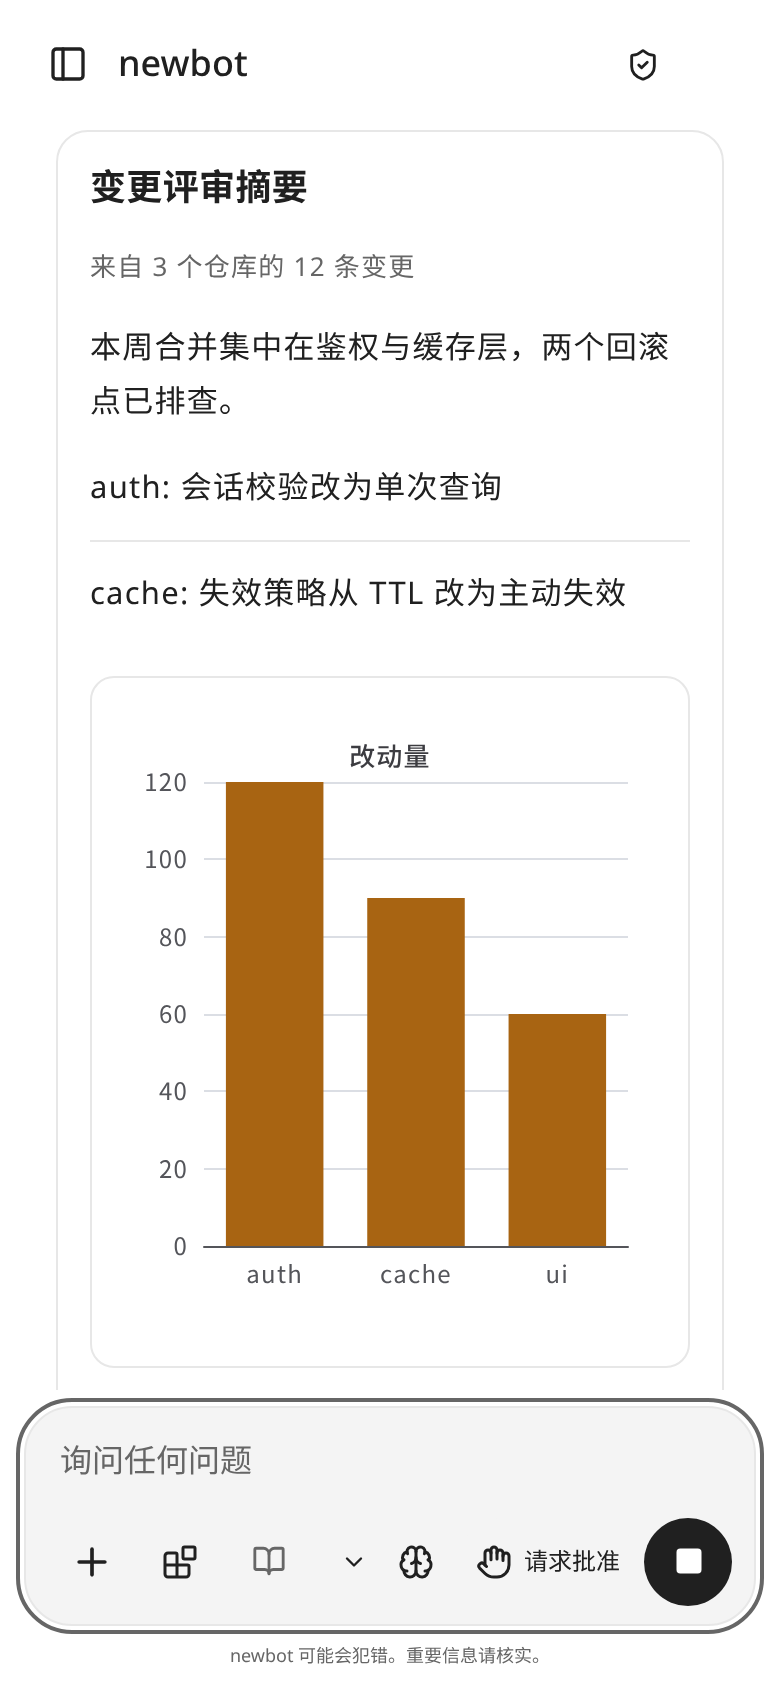 newbot
变更评审摘要
来自 3 个仓库的 12 条变更
本周合并集中在鉴权与缓存层，两个回滚
点已排查。
auth: 会话校验改为单次查询
cache: 失效策略从 TTL 改为主动失效
改动量
120
100
80
60
40
20
0
auth cache ui
询问任何问题
请求批准
newbot 可能会犯错。重要信息请核实。